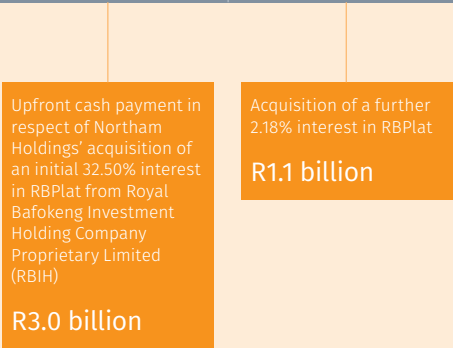 Upfront cash payment in
respect of Northam
Holdings’ acquisition of
an initial 32.50% interest
in RBPlat from Royal
Bafokeng Investment
Holding Company
Proprietary Limited
(RBIH)
R3.0 billion
Acquisition of a further
2.18% interest in RBPlat
R1.1 billion